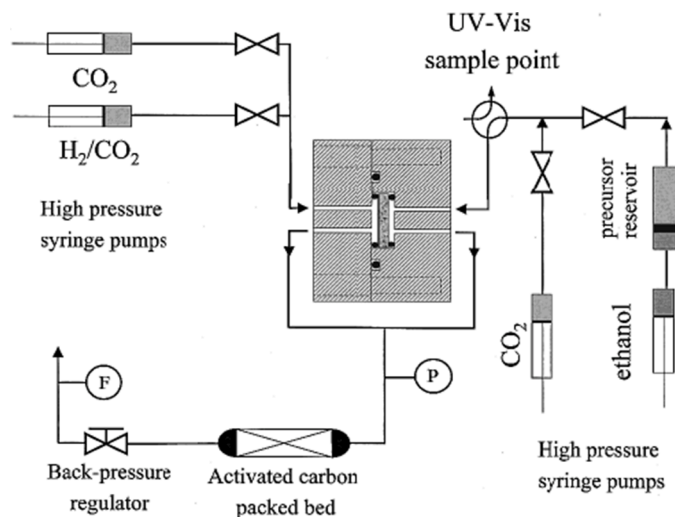 CO2
H2/CO2
High pressure
syringe pumps
UV-Vis
sample point
precursor
reservoir
CO2
ethanol
High pressure
syringe pumps
F
P
Back-pressure
regulator
Activated carbon
packed bed